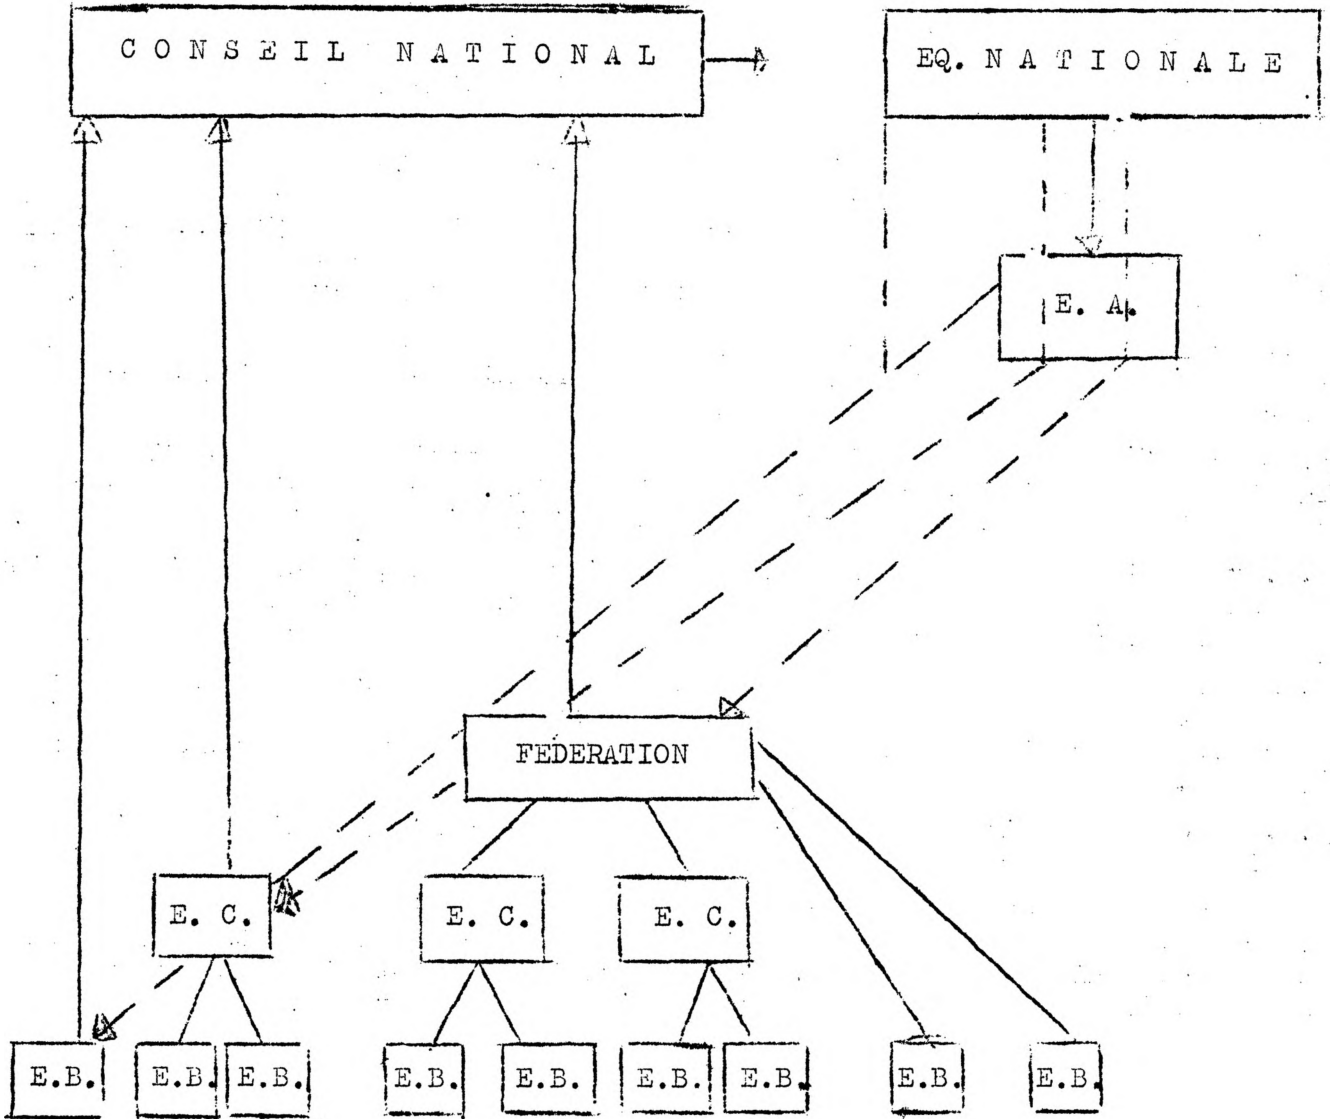 CONSEIL NATIONAL
EQ. NATIONALE
E. A.
FEDERATION
E. C.
E. C.
E. C.
E.B.
E.B.
E.B.
E.B.
E.B.
E.B.
E.B.
E.B.
E.B.